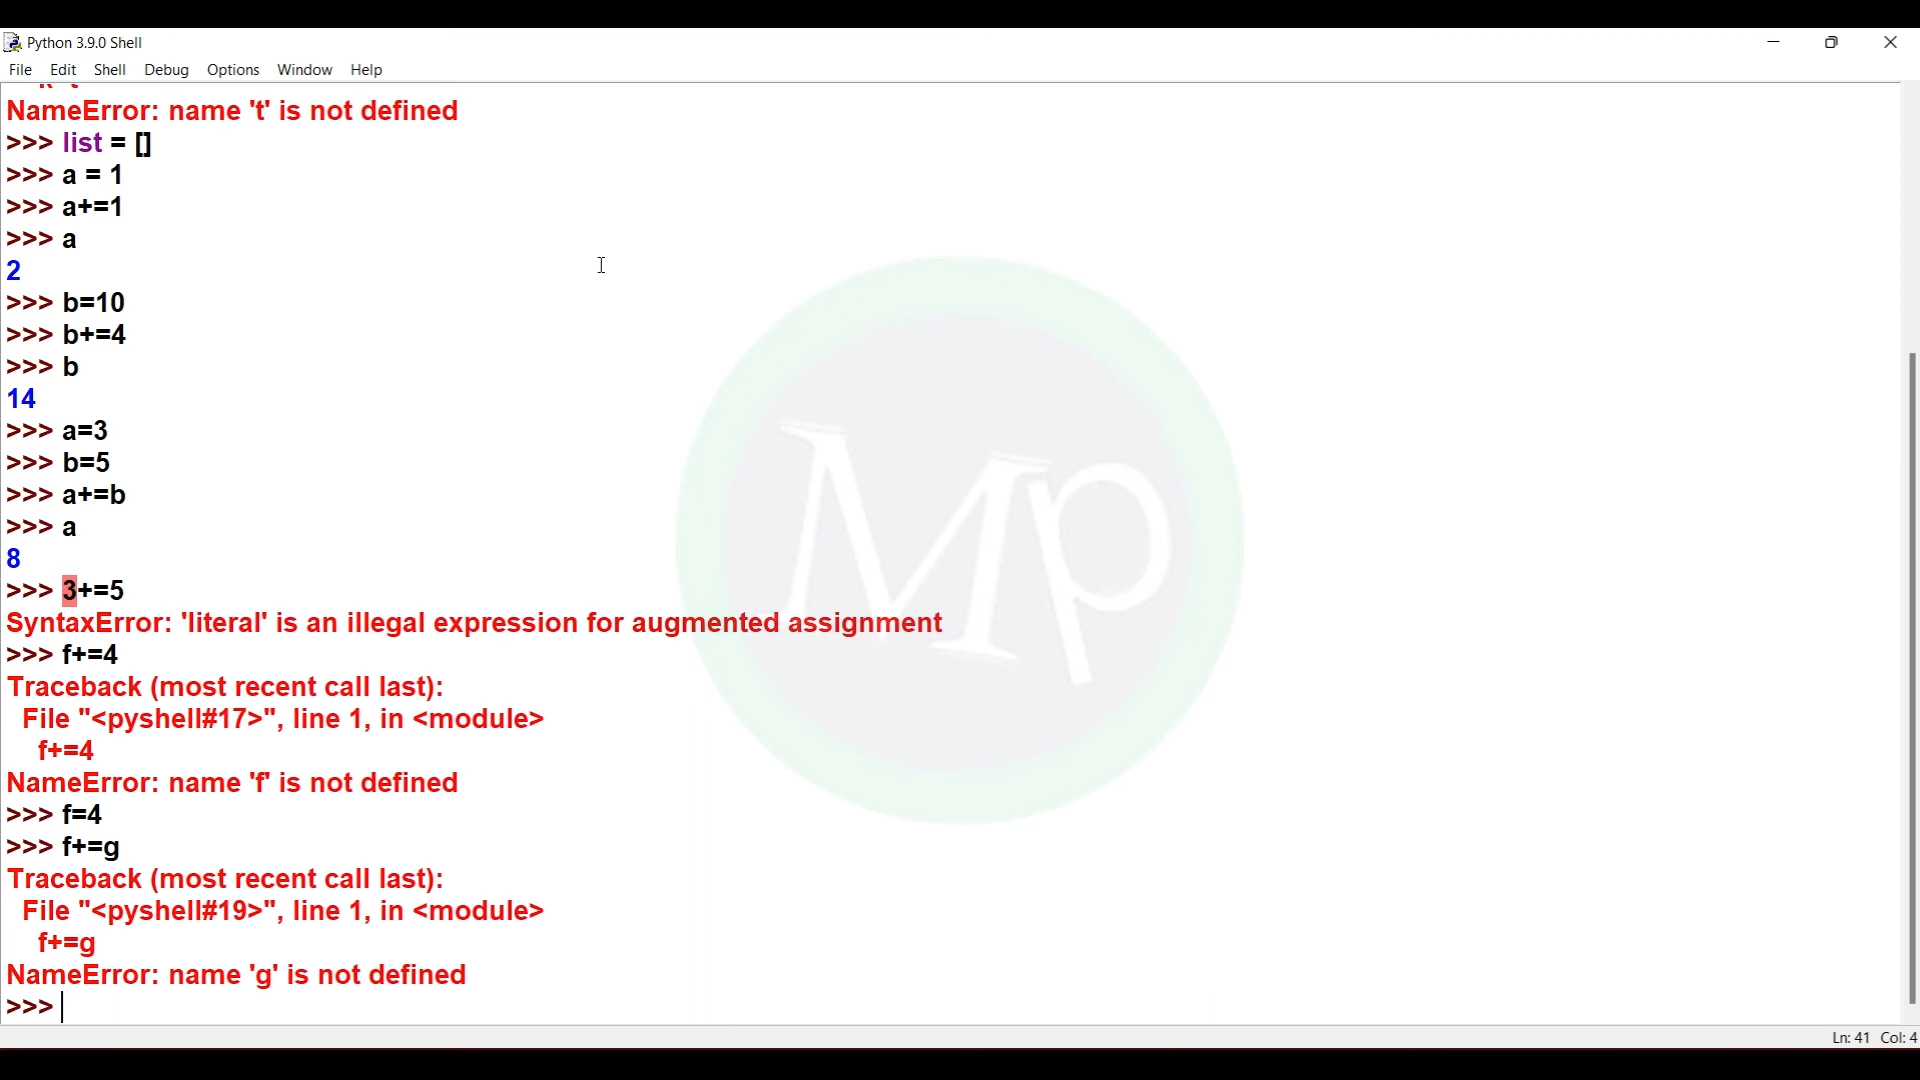 Python 3.9.0 Shell
File Edit Shell Debug Options Window Help
NameError: name 't' is not defined
>>> list = []
>>> a = 1
>>> a+=1
>>> a
2
>>> b=10
>>> b+=4
>>> b
14
>>> a=3
>>> b=5
>>> a+=b
>>> a
8
>>> 3+=5
SyntaxError: 'literal' is an illegal expression for augmented assignment
>>> f+=4
Traceback (most recent call last):
  File "<pyshell#17>", line 1, in <module>
    f+=4
NameError: name 'f' is not defined
>>> f=4
>>> f+=g
Traceback (most recent call last):
  File "<pyshell#19>", line 1, in <module>
    f+=g
NameError: name 'g' is not defined
>>>
Mp
Ln: 41 Col: 4